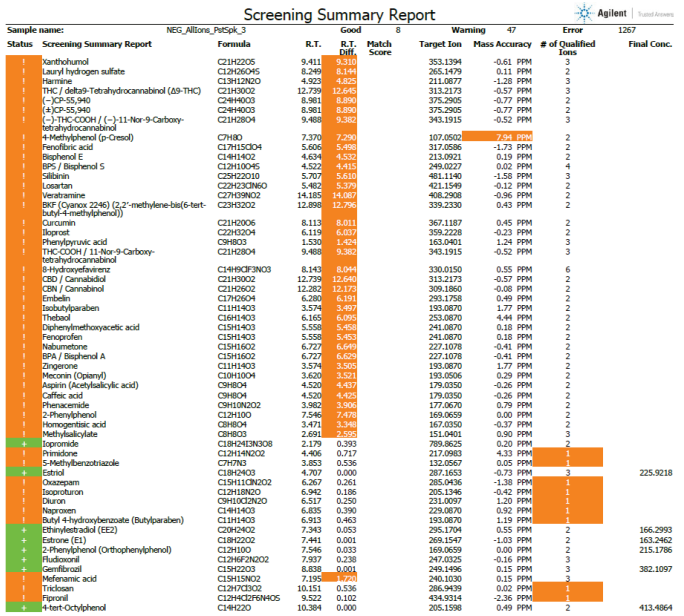 Screening Summary Report
Agilent | Trusted Answers
Sample name: NEG_AllIons_PstSpk_3 Good 8 Warning 47 Error 1267
Status Screening Summary Report Formula R.T. R.T. Diff. Match Score Target Ion Mass Accuracy # of Qualified Ions Final Conc.
! Xanthohumol C21H22O5 9.411 9.310 353.1394 -0.61 PPM 3
! Lauryl hydrogen sulfate C12H26O4S 8.249 8.144 265.1479 0.11 PPM 2
! Harmine C13H12N2O 4.923 4.825 211.0877 -1.28 PPM 3
! THC / delta9-Tetrahydrocannabinol (Δ9-THC) C21H30O2 12.739 12.645 313.2173 -0.57 PPM 3
! (−)CP-55,940 C24H40O3 8.981 8.890 375.2905 -0.77 PPM 2
! (±)CP-55,940 C24H40O3 8.981 8.890 375.2905 -0.77 PPM 2
! (−)-THC-COOH / (−)-11-Nor-9-Carboxy- C21H28O4 9.488 9.382 343.1915 -0.52 PPM 3
tetrahydrocannabinol
! 4-Methylphenol (p-Cresol) C7H8O 7.370 7.290 107.0502 7.94 PPM 2
! Fenofibric acid C17H15ClO4 5.606 5.498 317.0586 -1.73 PPM 2
! Bisphenol E C14H14O2 4.634 4.532 213.0921 0.19 PPM 2
! BPS / Bisphenol S C12H10O4S 4.522 4.415 249.0227 0.02 PPM 4
! Silibinin C25H22O10 5.707 5.610 481.1140 -1.58 PPM 3
! Losartan C22H23ClN6O 5.482 5.379 421.1549 -0.12 PPM 2
! Veratramine C27H39NO2 14.185 14.087 408.2908 -0.96 PPM 2
! BKF (Cyanox 2246) (2,2'-methylene-bis(6-tert- C23H32O2 12.898 12.796 339.2330 0.43 PPM 2
butyl-4-methylphenol))
! Curcumin C21H20O6 8.113 8.011 367.1187 0.45 PPM 2
! Iloprost C22H32O4 6.119 6.037 359.2228 -0.23 PPM 2
! Phenylpyruvic acid C9H8O3 1.530 1.424 163.0401 1.24 PPM 3
! THC-COOH / 11-Nor-9-Carboxy- C21H28O4 9.488 9.382 343.1915 -0.52 PPM 3
tetrahydrocannabinol
! 8-Hydroxyefavirenz C14H9ClF3NO3 8.143 8.044 330.0150 0.55 PPM 6
! CBD / Cannabidiol C21H30O2 12.739 12.640 313.2173 -0.57 PPM 2
! CBN / Cannabinol C21H26O2 12.282 12.173 309.1860 -0.08 PPM 2
! Embelin C17H26O4 6.280 6.191 293.1758 0.49 PPM 2
! Isobutylparaben C11H14O3 3.574 3.497 193.0870 1.77 PPM 2
! Thebaol C16H14O3 6.165 6.095 253.0870 4.44 PPM 2
! Diphenylmethoxyacetic acid C15H14O3 5.558 5.458 241.0870 0.18 PPM 2
! Fenoprofen C15H14O3 5.558 5.453 241.0870 0.18 PPM 2
! Nabumetone C15H16O2 6.727 6.649 227.1078 -0.41 PPM 2
! BPA / Bisphenol A C15H16O2 6.727 6.629 227.1078 -0.41 PPM 2
! Zingerone C11H14O3 3.574 3.505 193.0870 1.77 PPM 2
! Meconin (Opianyl) C10H10O4 3.620 3.521 193.0506 0.29 PPM 2
! Aspirin (Acetylsalicylic acid) C9H8O4 4.520 4.437 179.0350 -0.26 PPM 2
! Caffeic acid C9H8O4 4.520 4.425 179.0350 -0.26 PPM 2
! Phenacemide C9H10N2O2 3.982 3.906 177.0670 0.79 PPM 2
! 2-Phenylphenol C12H10O 7.546 7.478 169.0659 0.00 PPM 2
! Homogentisic acid C8H8O4 3.471 3.348 167.0350 -0.37 PPM 2
! Methylsalicylate C8H8O3 2.691 2.595 151.0401 0.90 PPM 3
+ Iopromide C18H24I3N3O8 2.179 0.393 789.8625 0.20 PPM 2
! Primidone C12H14N2O2 4.406 0.717 217.0983 4.33 PPM 1
! 5-Methylbenzotriazole C7H7N3 3.853 0.536 132.0567 0.05 PPM 1
+ Estriol C18H24O3 4.707 0.000 287.1653 -0.73 PPM 3 225.9218
! Oxazepam C15H11ClN2O2 6.267 0.261 285.0436 -1.38 PPM 1
! Isoproturon C12H18N2O 6.942 0.186 205.1346 -0.42 PPM 1
! Diuron C9H10Cl2N2O 6.517 0.250 231.0097 1.20 PPM 1
! Naproxen C14H14O3 6.835 0.390 229.0870 0.92 PPM 1
! Butyl 4-hydroxybenzoate (Butylparaben) C11H14O3 6.913 0.463 193.0870 1.19 PPM 1
+ Ethinylestradiol (EE2) C20H24O2 7.343 0.053 295.1704 0.55 PPM 2 166.2993
+ Estrone (E1) C18H22O2 7.441 0.001 269.1547 -1.03 PPM 2 163.2462
+ 2-Phenylphenol (Orthophenylphenol) C12H10O 7.546 0.033 169.0659 0.00 PPM 2 215.1786
+ Fludioxonil C12H6F2N2O2 7.937 0.238 247.0325 -0.16 PPM 3
+ Gemfibrozil C15H22O3 8.838 0.001 249.1496 0.15 PPM 3 382.1097
! Mefenamic acid C15H15NO2 7.195 1.720 240.1030 0.15 PPM 3
! Triclosan C12H7Cl3O2 10.151 0.536 286.9439 0.02 PPM 1
! Fipronil C12H4Cl2F6N4OS 9.522 0.102 434.9314 -2.36 PPM 1
+ 4-tert-Octylphenol C14H22O 10.384 0.000 205.1598 0.49 PPM 2 413.4864